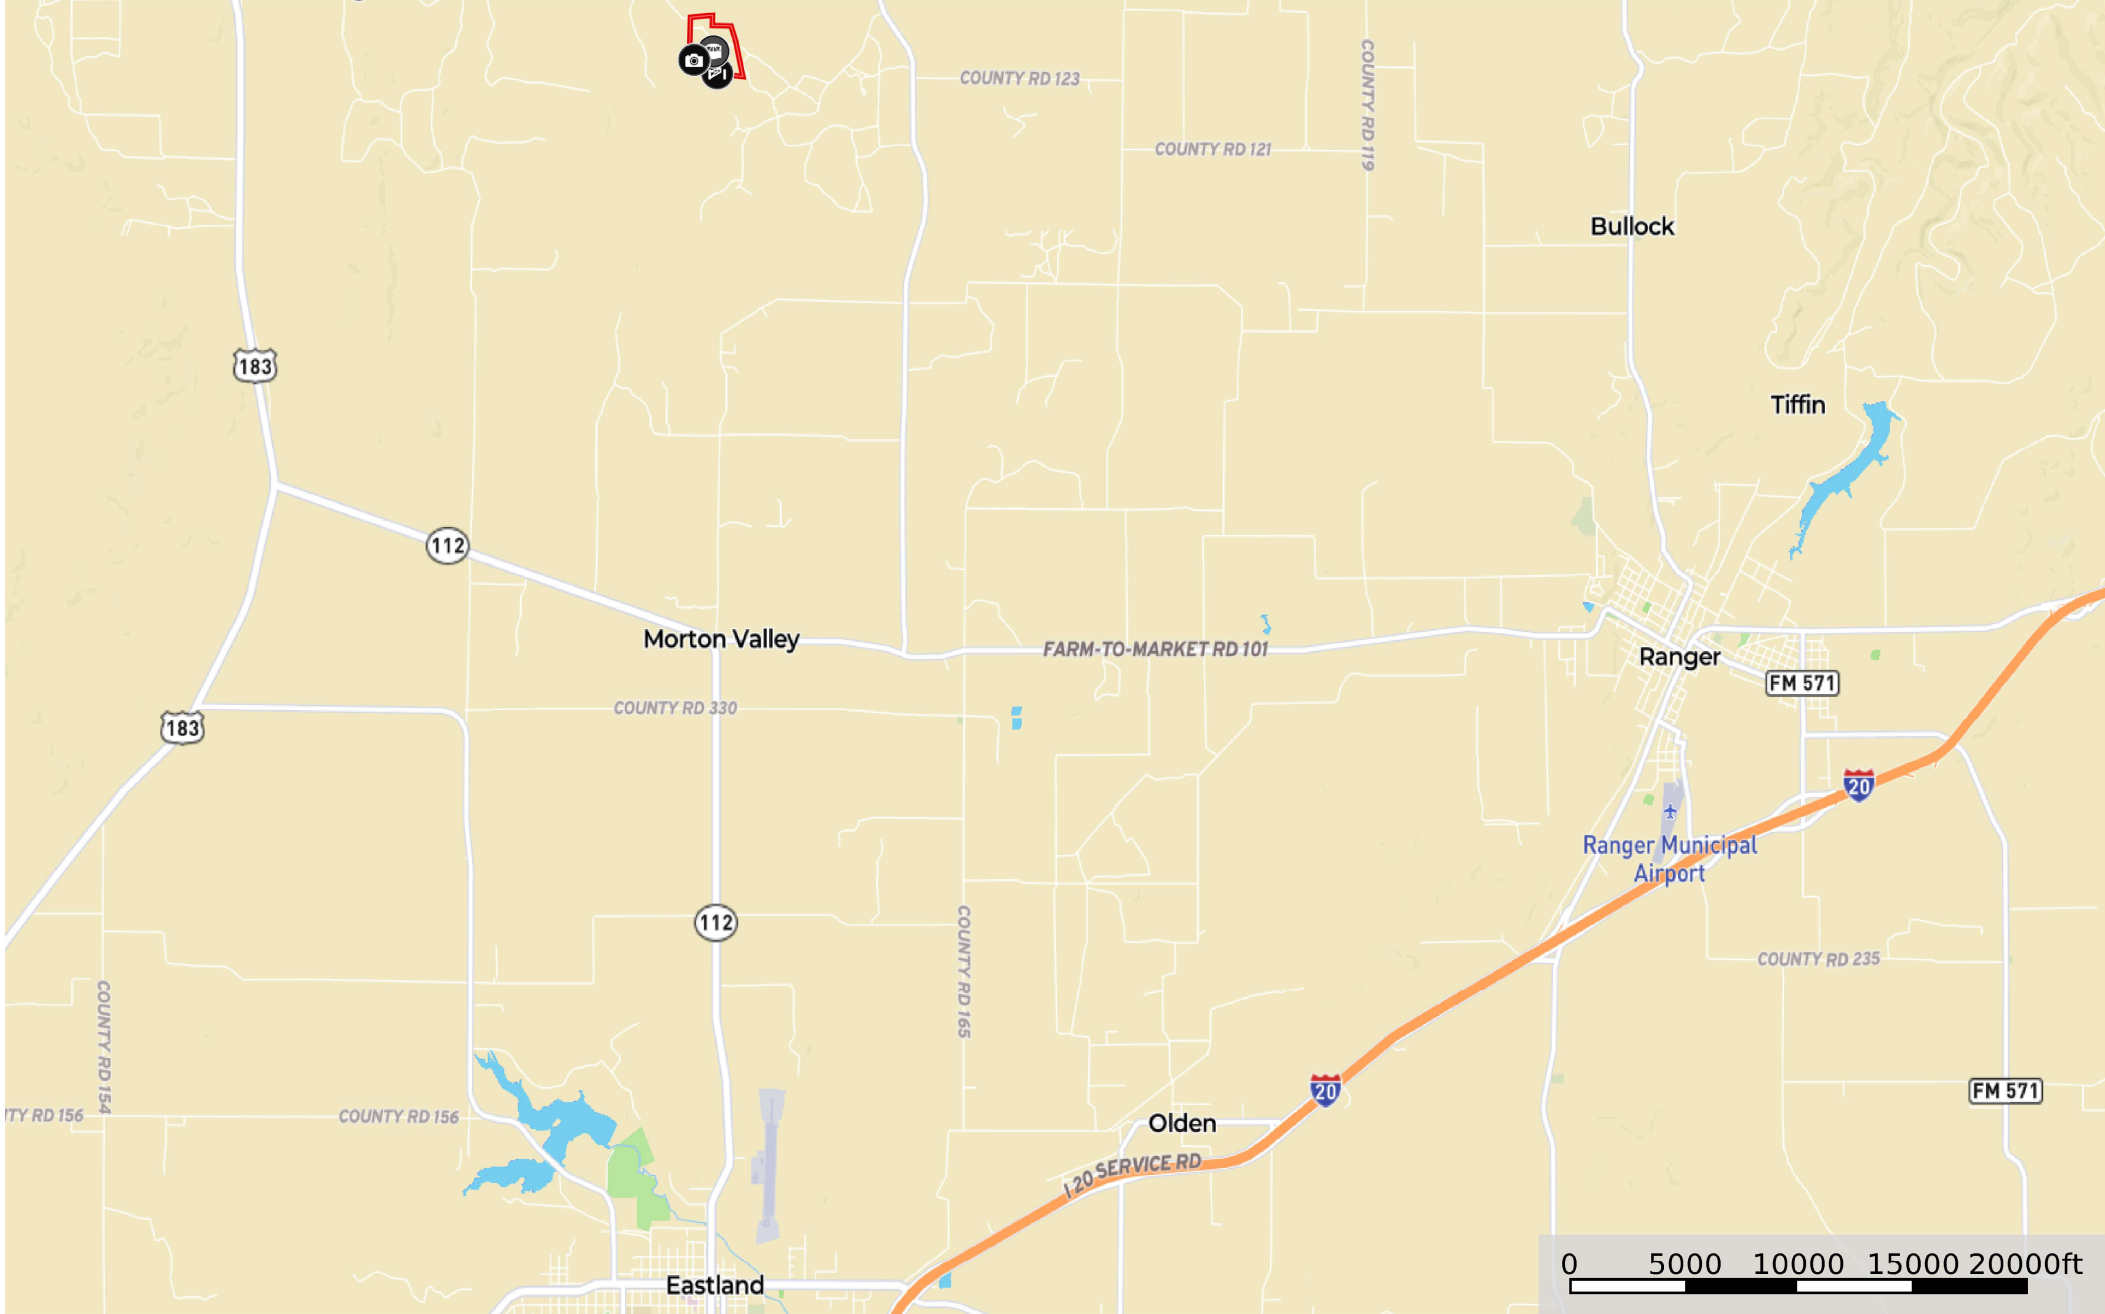 COUNTY RD 123
COUNTY RD 119
COUNTY RD 121
Bullock
183
Tiffin
112
Morton Valley
FARM-TO-MARKET RD 101
Ranger
FM 571
COUNTY RD 330
183
20
Ranger Municipal
Airport
112
COUNTY RD 165
COUNTY RD 235
COUNTY RD 154
20
FM 571
TY RD 156
COUNTY RD 156
Olden
I 20 SERVICE RD
0 5000 10000 15000 20000ft
Eastland